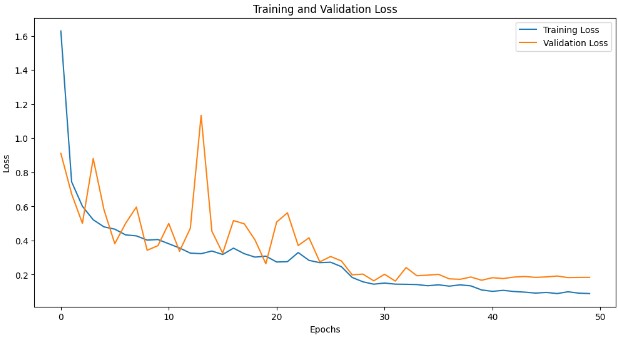 Training and Validation Loss
Training Loss
Validation Loss
1.6
1.4
1.2
1.0
0.8
0.6
0.4
0.2
Loss
0 10 20 30 40 50
Epochs